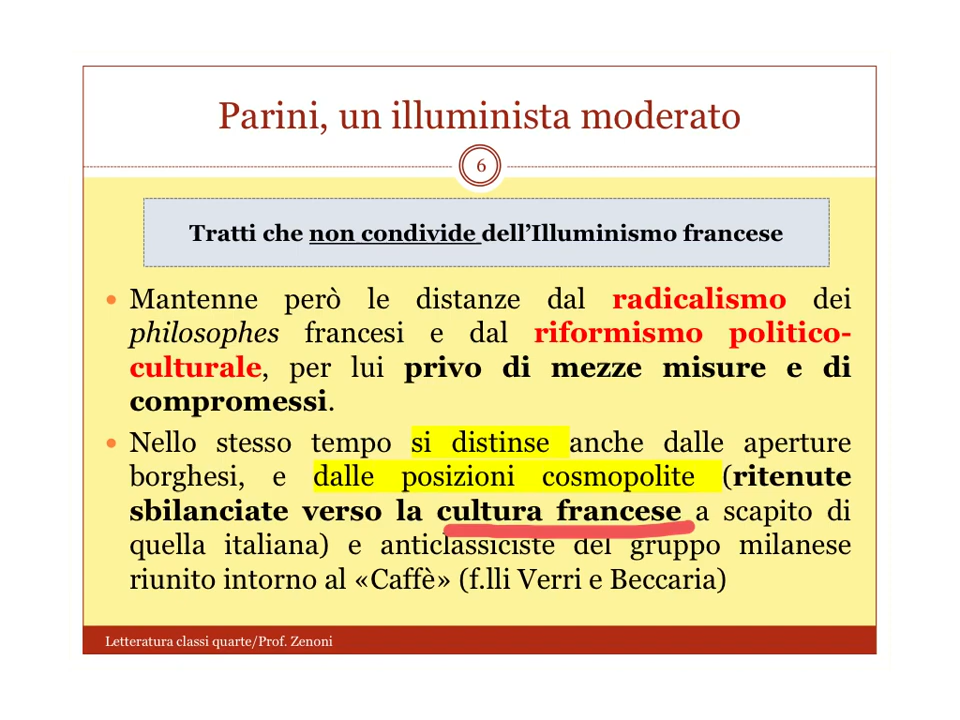 Parini, un illuminista moderato
6
Tratti che non condivide dell’Illuminismo francese
• Mantenne però le distanze dal radicalismo dei
philosophes francesi e dal riformismo politico-
culturale, per lui privo di mezze misure e di
compromessi.
• Nello stesso tempo si distinse anche dalle aperture
borghesi, e dalle posizioni cosmopolite (ritenute
sbilanciate verso la cultura francese a scapito di
quella italiana) e anticlassiciste del gruppo milanese
riunito intorno al «Caffè» (f.lli Verri e Beccaria)
Letteratura classi quarte/Prof. Zenoni